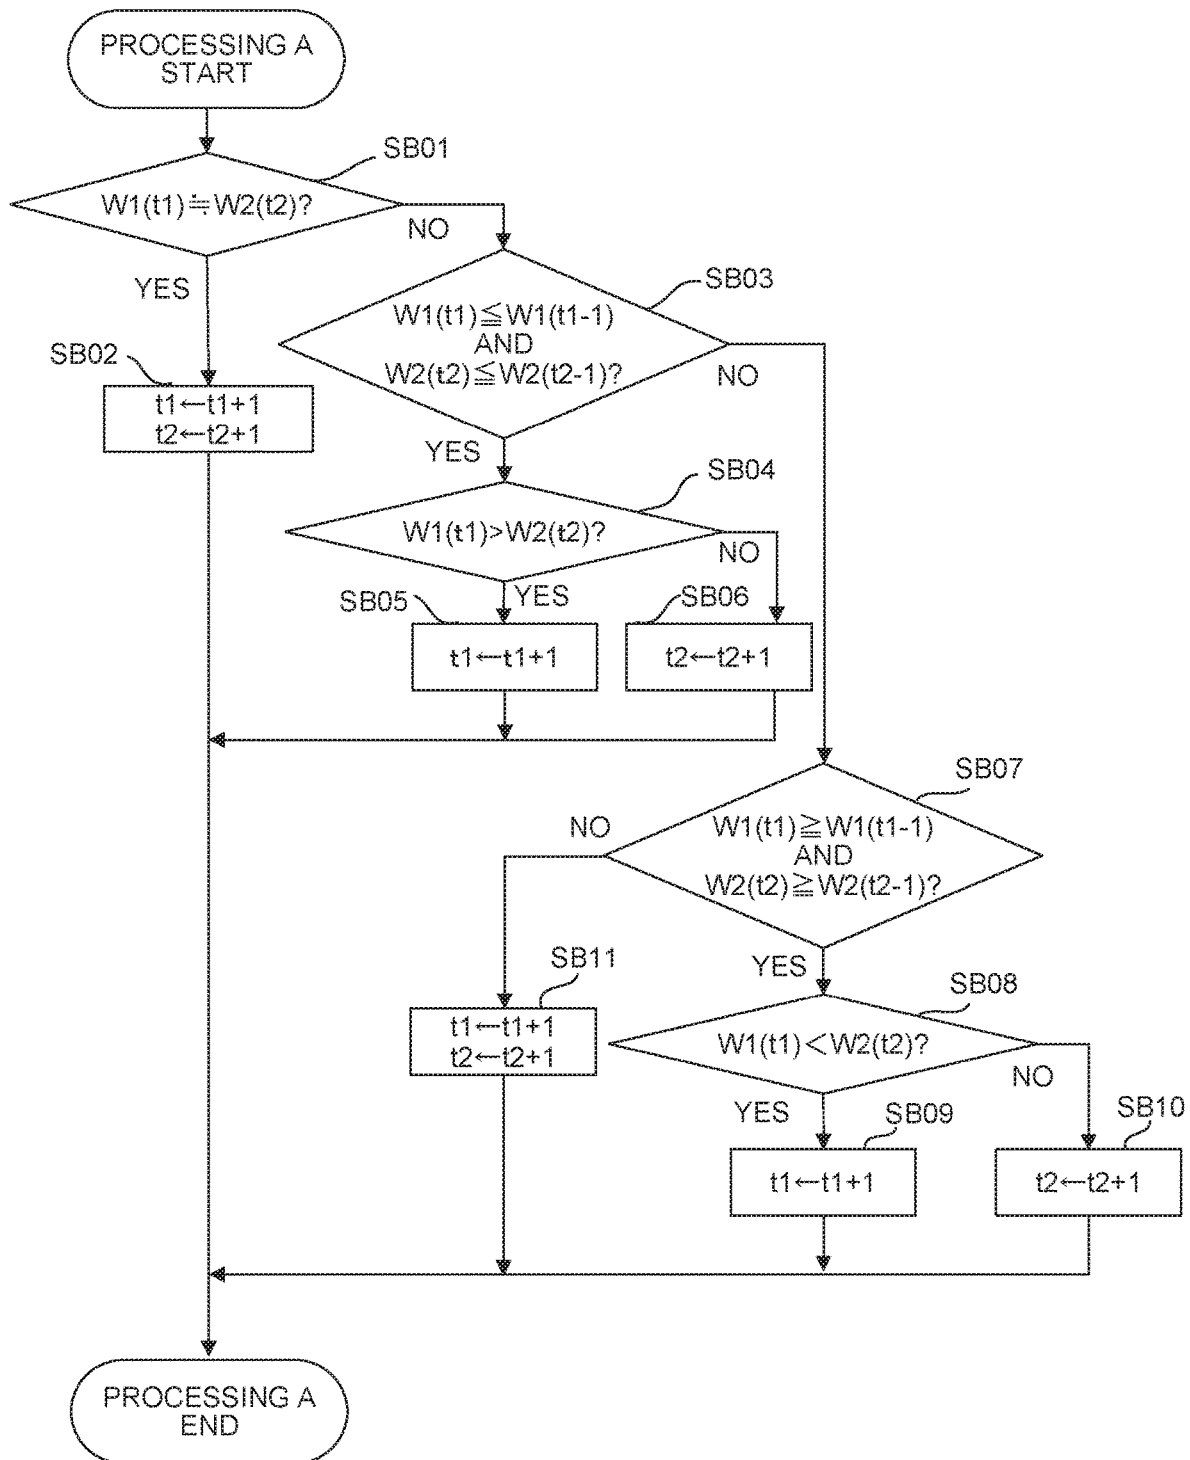 PROCESSING A
START
SB01
W1(t1)≒W2(t2)?
NO
YES
SB03
W1(t1)≦W1(t1-1)
AND
W2(t2)≦W2(t2-1)?
NO
SB02
t1←t1+1
t2←t2+1
YES
SB04
W1(t1)>W2(t2)?
NO
YES
SB05
t1←t1+1
SB06
t2←t2+1
SB07
NO
W1(t1)≧W1(t1-1)
AND
W2(t2)≧W2(t2-1)?
YES
SB11
t1←t1+1
t2←t2+1
SB08
W1(t1)<W2(t2)?
NO
YES
SB09
t1←t1+1
SB10
t2←t2+1
PROCESSING A
END